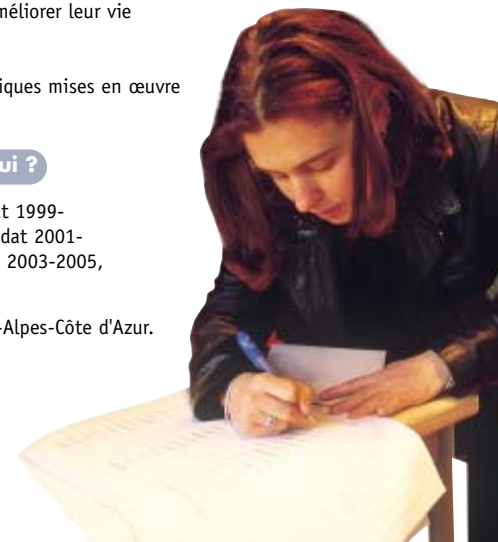 méliorer leur vie
iques mises en œuvre
ui ?
t 1999-
dat 2001-
2003-2005,
-Alpes-Côte d'Azur.